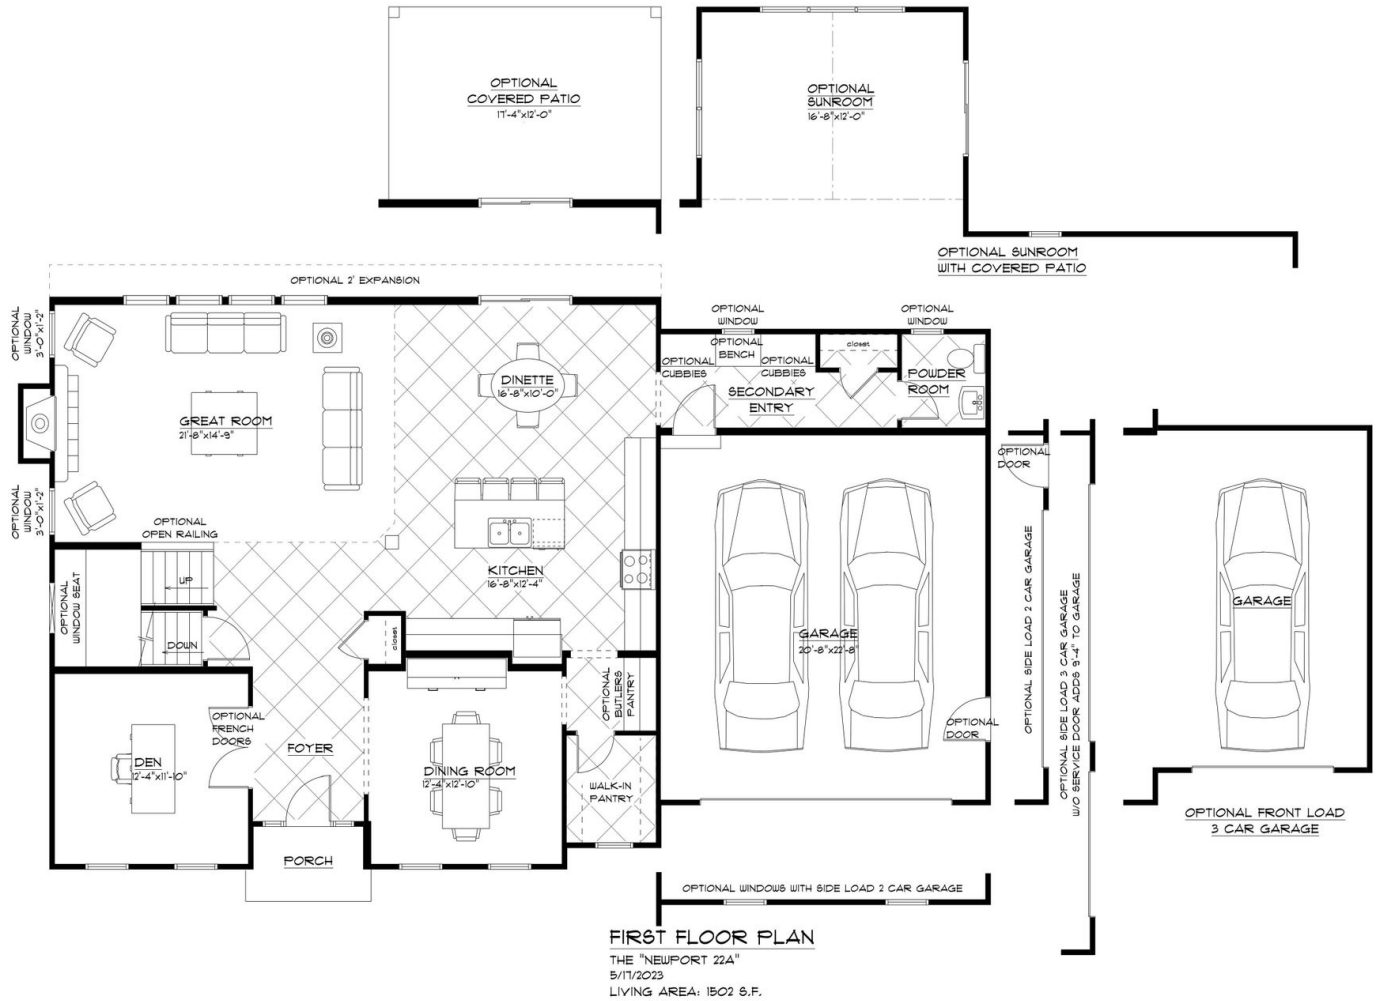 OPTIONAL
COVERED PATIO
17'-4"x12'-0"
OPTIONAL
SUNROOM
16'-8"x12'-0"
OPTIONAL SUNROOM
WITH COVERED PATIO
OPTIONAL 2' EXPANSION
OPTIONAL
WINDOW
3'-0"x1'-2"
OPTIONAL
WINDOW
OPTIONAL
WINDOW
OPTIONAL
BENCH
closet
OPTIONAL
CUBBIES
OPTIONAL
CUBBIES
POWDER
ROOM
SECONDARY
ENTRY
DINETTE
16'-8"x10'-0"
GREAT ROOM
21'-8"x14'-9"
OPTIONAL
WINDOW
3'-0"x1'-2"
OPTIONAL
OPEN RAILING
OPTIONAL
DOOR
KITCHEN
16'-8"x12'-4"
UP
OPTIONAL
WINDOW SEAT
DOWN
closet
GARAGE
20'-8"x22'-8"
OPTIONAL SIDE LOAD 2 CAR GARAGE
OPTIONAL SIDE LOAD 3 CAR GARAGE
W/O SERVICE DOOR ADDS 9'-4" TO GARAGE
GARAGE
OPTIONAL
BUTLERS
PANTRY
OPTIONAL
FRENCH
DOORS
OPTIONAL
DOOR
FOYER
DEN
12'-4"x11'-10"
DINING ROOM
12'-4"x12'-10"
WALK-IN
PANTRY
OPTIONAL FRONT LOAD
3 CAR GARAGE
PORCH
OPTIONAL WINDOWS WITH SIDE LOAD 2 CAR GARAGE
FIRST FLOOR PLAN
THE "NEWPORT 22A"
5/17/2023
LIVING AREA: 1502 S.F.